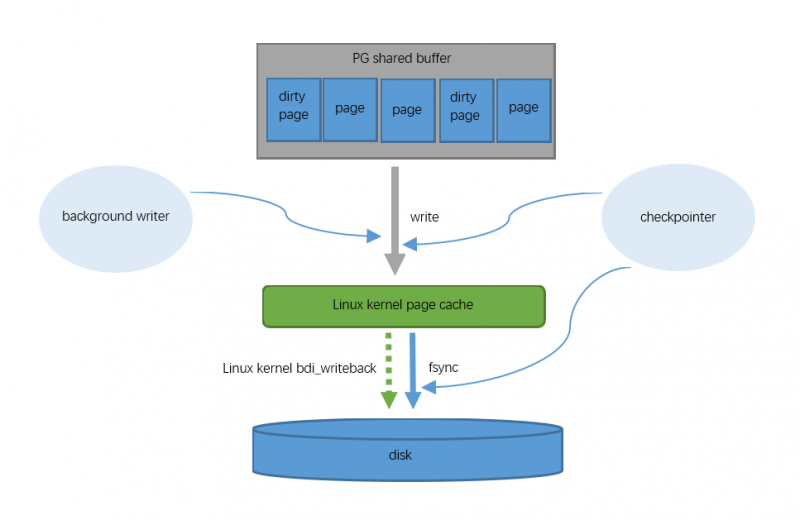 PG shared buffer
dirty
page
page
page
dirty
page
page
background writer
write
checkpointer
Linux kernel page cache
Linux kernel bdi_writeback
fsync
disk